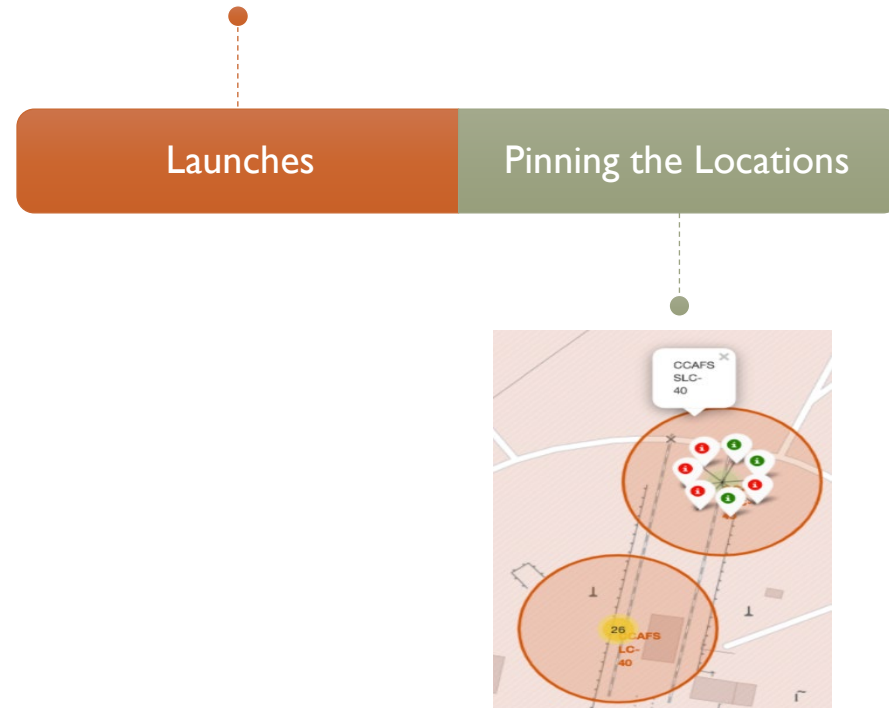 Launches
Pinning the Locations
CCAFS
SLC-
40
26
CAFS
LC-
40